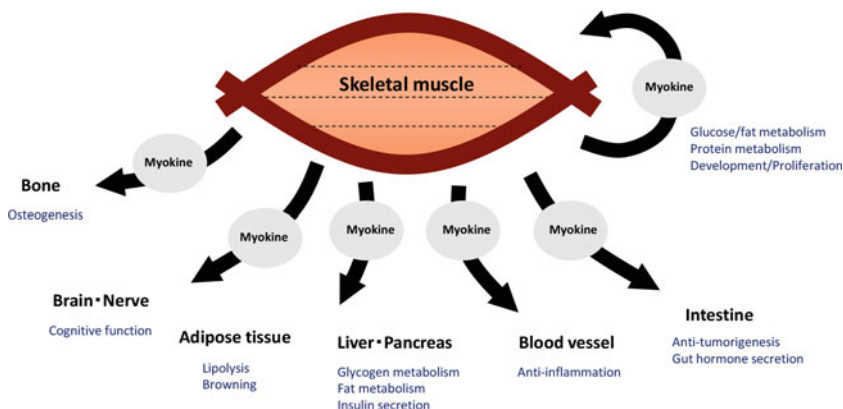 Skeletal muscle
Myokine
Glucose/fat metabolism
Protein metabolism
Development/Proliferation
Myokine
Bone
Osteogenesis
Myokine
Brain・Nerve
Cognitive function
Adipose tissue
Lipolysis
Browning
Myokine
Liver・Pancreas
Glycogen metabolism
Fat metabolism
Insulin secretion
Myokine
Blood vessel
Anti-inflammation
Myokine
Intestine
Anti-tumorigenesis
Gut hormone secretion